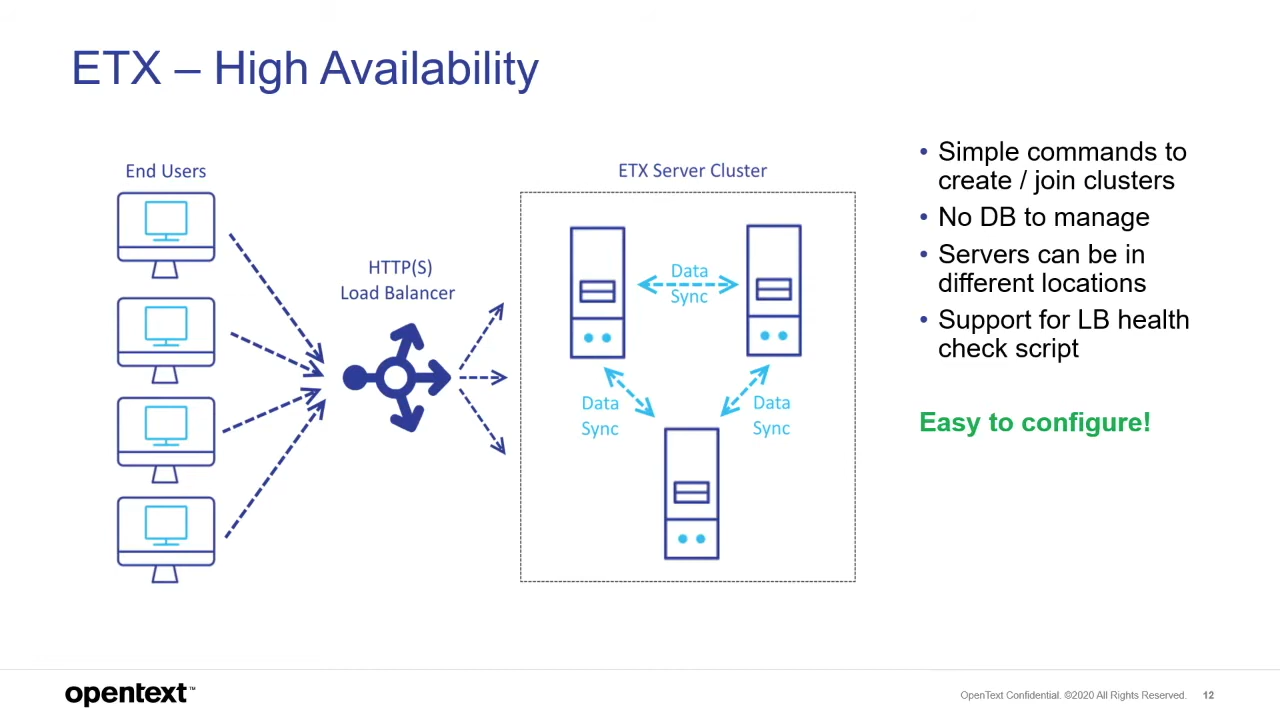 ETX – High Availability
End Users
HTTP(S)
Load Balancer
ETX Server Cluster
Data
Sync
Data
Sync
Data
Sync
• Simple commands to
create / join clusters
• No DB to manage
• Servers can be in
different locations
• Support for LB health
check script
Easy to configure!
opentext™
OpenText Confidential. ©2020 All Rights Reserved. 12